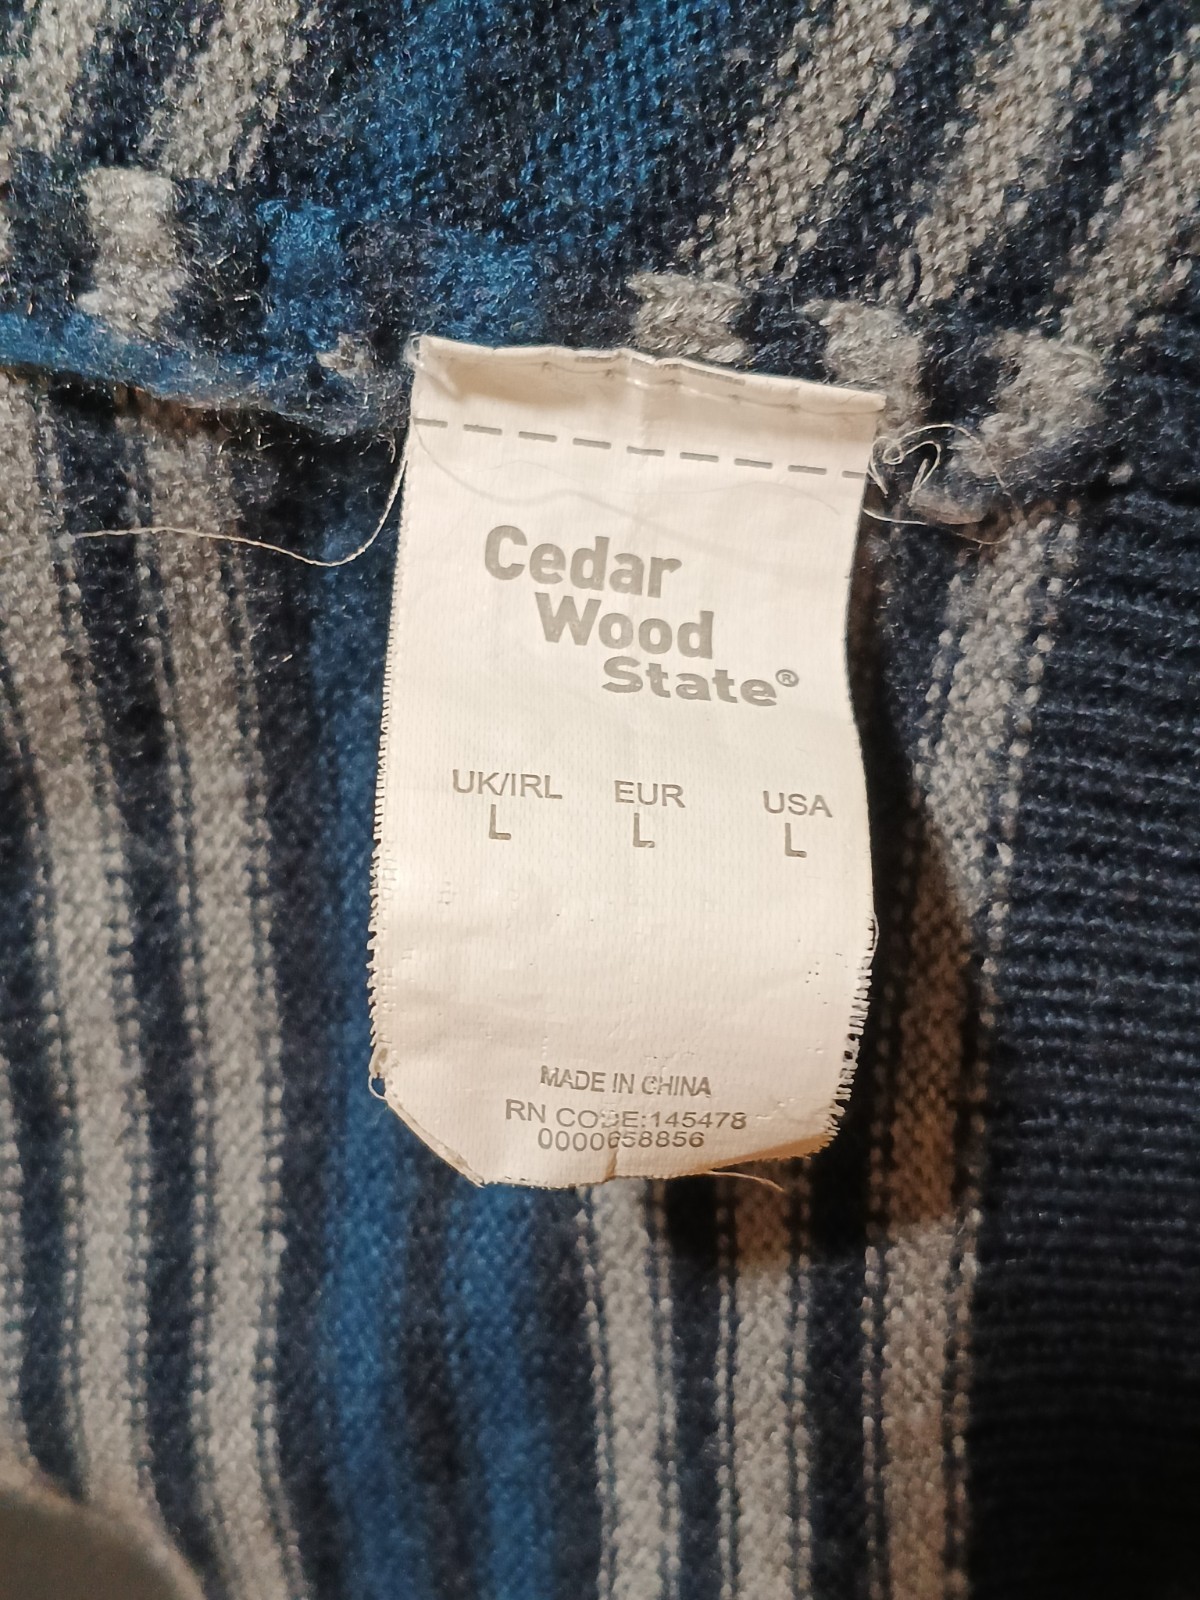 Cedar
Wood
State®
UK/IRL EUR USA
L L L
MADE IN CHINA
RN CODE:145478
0000658856